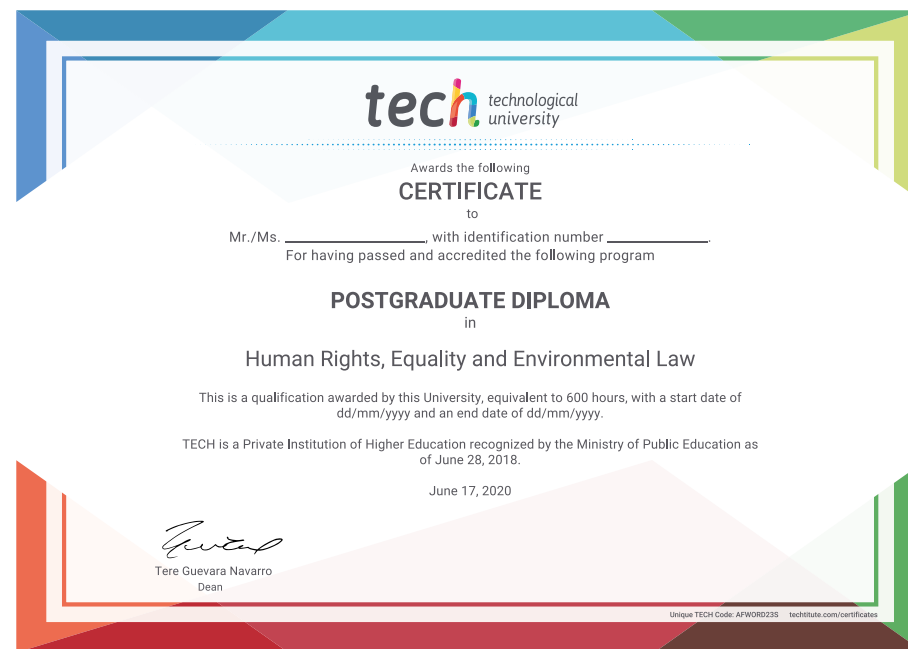 tech technological
university
Awards the following
CERTIFICATE
to
Mr./Ms. ____________________, with identification number ______________.
For having passed and accredited the following program
POSTGRADUATE DIPLOMA
in
Human Rights, Equality and Environmental Law
This is a qualification awarded by this University, equivalent to 600 hours, with a start date of
dd/mm/yyyy and an end date of dd/mm/yyyy.
TECH is a Private Institution of Higher Education recognized by the Ministry of Public Education as
of June 28, 2018.
June 17, 2020
Tere Guevara Navarro
Dean
Unique TECH Code: AFWORD23S techtitute.com/certificates